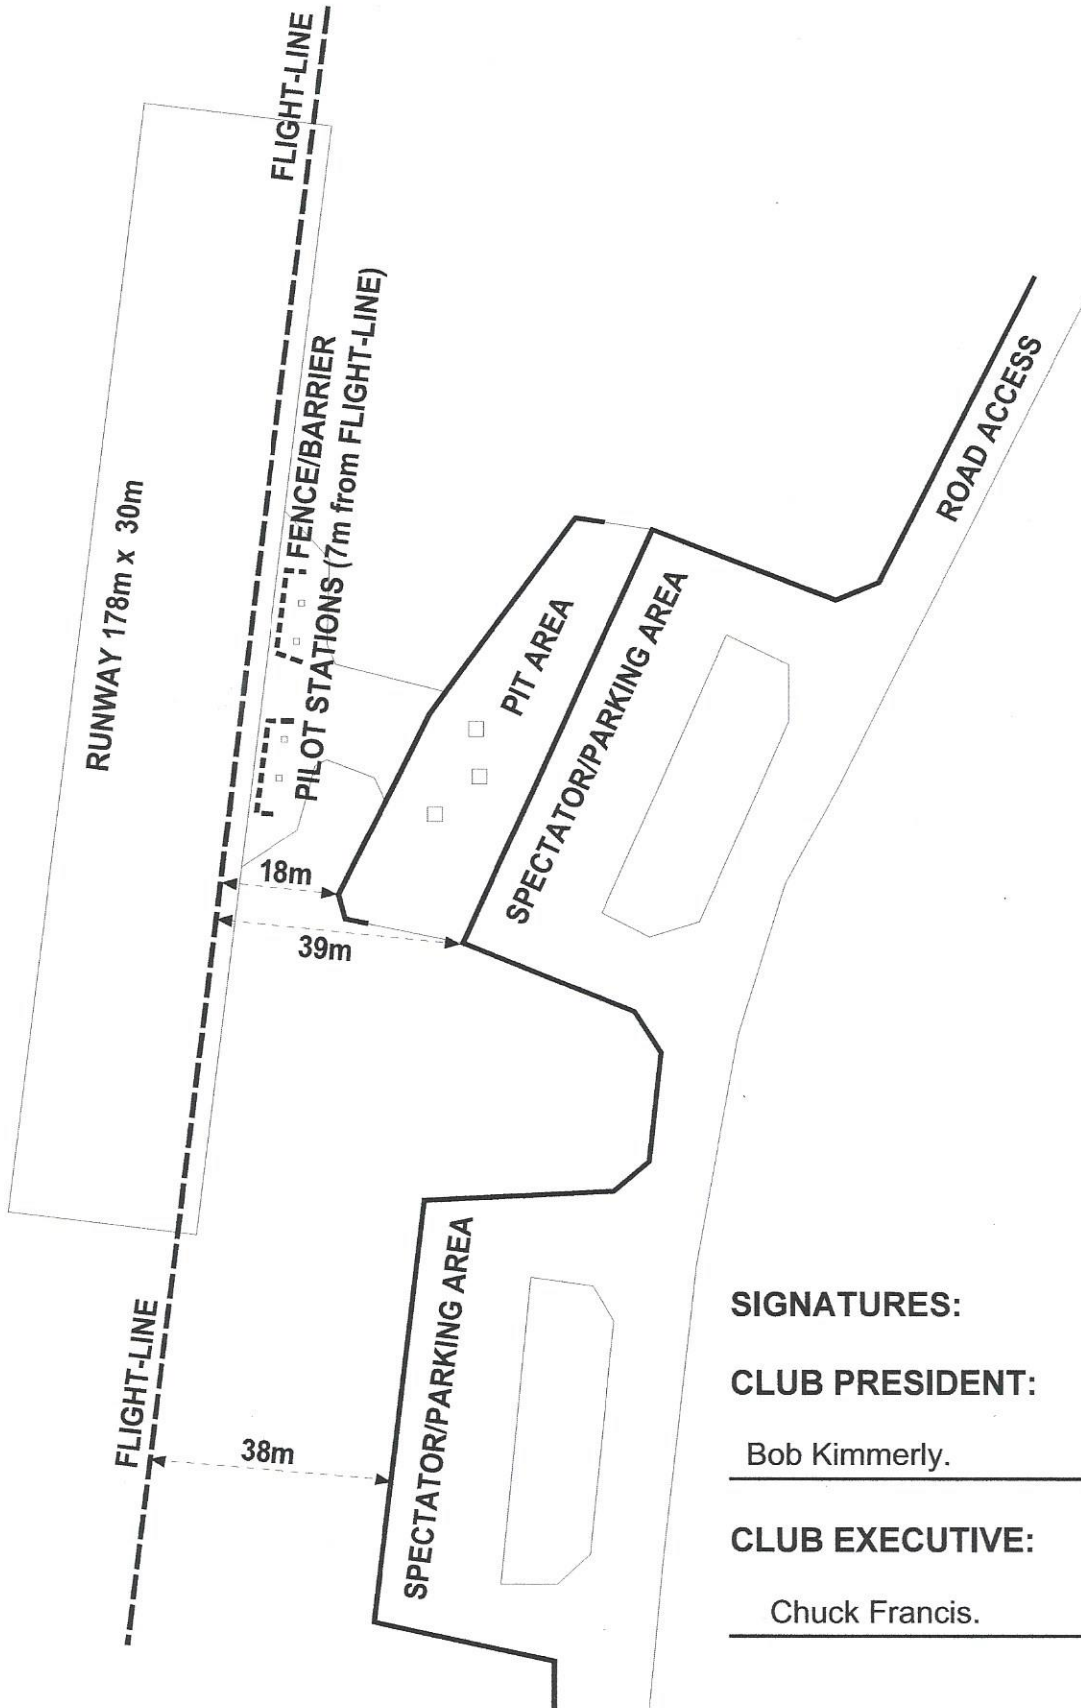 FLIGHT-LINE
RUNWAY 178m x 30m
FENCE/BARRIER
PILOT STATIONS (7m from FLIGHT-LINE)
ROAD ACCESS
PIT AREA
SPECTATOR/PARKING AREA
18m
39m
SPECTATOR/PARKING AREA
FLIGHT-LINE
38m
SIGNATURES:
CLUB PRESIDENT:
Bob Kimmerly.
CLUB EXECUTIVE:
Chuck Francis.